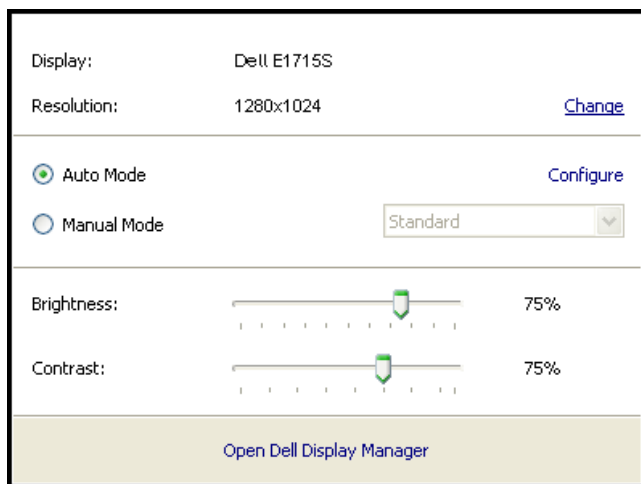 Display: Dell E1715S
Resolution: 1280x1024 Change
Auto Mode Configure
Manual Mode Standard
Brightness: 75%
Contrast: 75%
Open Dell Display Manager